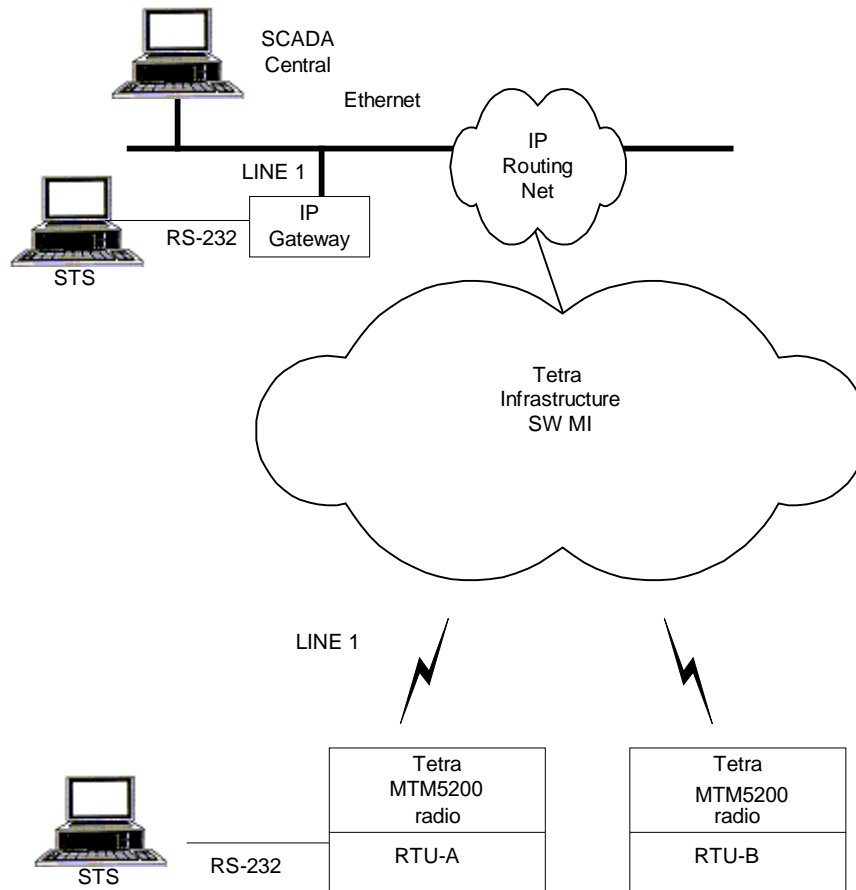 SCADA
Central
Ethernet
IP
Routing
Net
LINE 1
IP
Gateway
RS-232
STS
Tetra
Infrastructure
SW MI
LINE 1
Tetra
MTM5200
radio
RTU-A
Tetra
MTM5200
radio
RTU-B
RS-232
STS